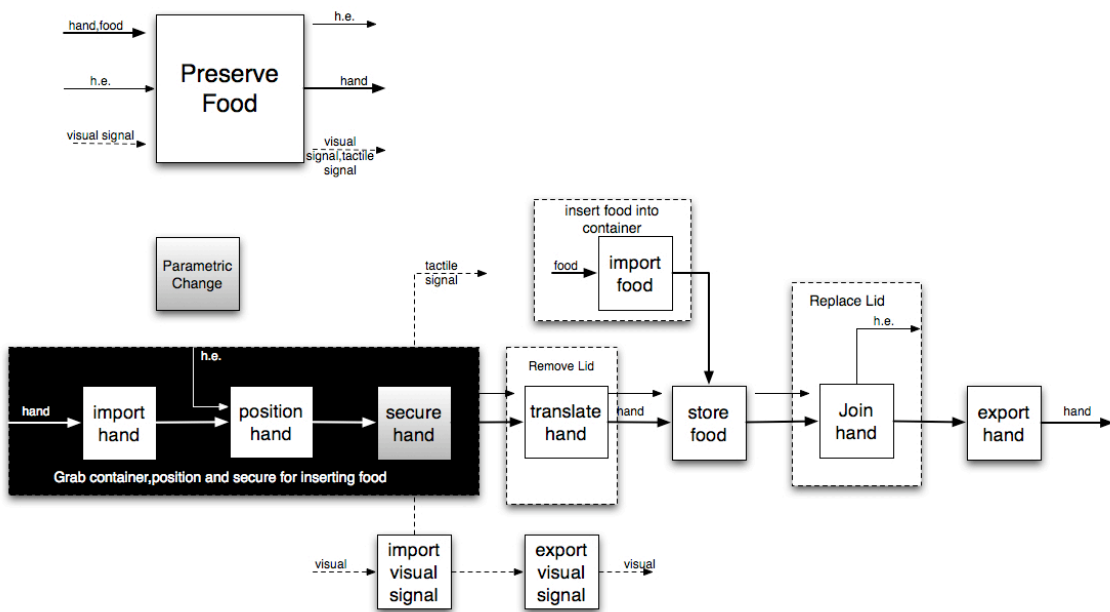 hand,food
h.e.
Preserve
Food
h.e.
hand
visual signal
visual
signal,tactile
signal
insert food into
container
food
import
food
Parametric
Change
tactile
signal
Replace Lid
h.e.
h.e.
Remove Lid
hand
import
hand
position
hand
secure
hand
translate
hand
hand
store
food
Join
hand
export
hand
hand
Grab container,position and secure for inserting food
visual
import
visual
signal
export
visual
signal
visual